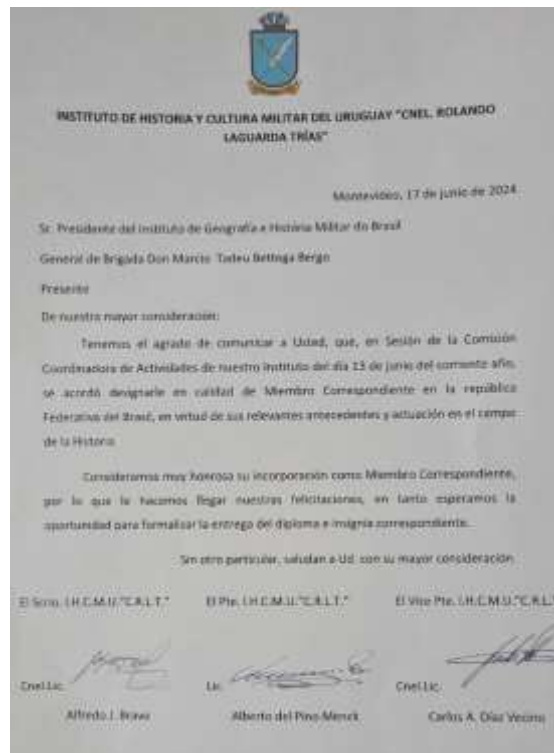 INSTITUTO DE HISTORIA Y CULTURA MILITAR DEL URUGUAY "CNEL. ROLANDO
LAGUARDA TRÍAS"
Montevideo, 17 de junio de 2024
Sr. Presidente del Instituto de Geografía e História Militar do Brasil
General de Brigada Don Marcio Tadeu Bettega Bergo
Presente
De nuestra mayor consideración:
Tenemos el agrado de comunicar a Usted, que, en Sesión de la Comisión
Coordinadora de Actividades de nuestro Instituto del día 13 de junio del corriente año,
se acordó designarle en calidad de Miembro Correspondiente en la república
Federativa del Brasil, en virtud de sus relevantes antecedentes y actuación en el campo
de la Historia.
Consideramos muy honrosa su incorporación como Miembro Correspondiente,
por lo que le hacemos llegar nuestras felicitaciones, en tanto esperamos la
oportunidad para formalizar la entrega del diploma e insignia correspondiente.
Sin otro particular, saludan a Ud. con su mayor consideración.
El Scrio. I.H.C.M.U."C.R.L.T." El Pte. I.H.C.M.U."C.R.L.T." El Vice Pte. I.H.C.M.U."C.R.L.
Cnel.Lic. Lic. Cnel.Lic.
Alfredo J. Bravo Alberto del Pino Menck Carlos A. Díaz Vecino